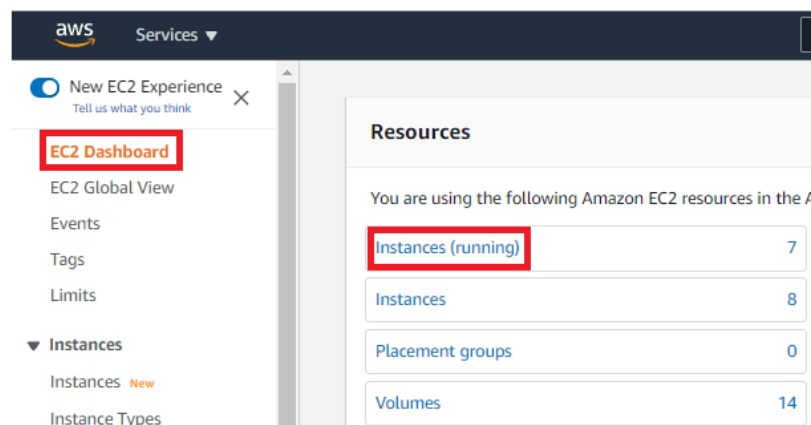 aws Services ▼
New EC2 Experience
Tell us what you think
EC2 Dashboard
EC2 Global View
Events
Tags
Limits
Instances
Instances New
Instance Types
Resources
You are using the following Amazon EC2 resources in the
Instances (running) 7
Instances 8
Placement groups 0
Volumes 14